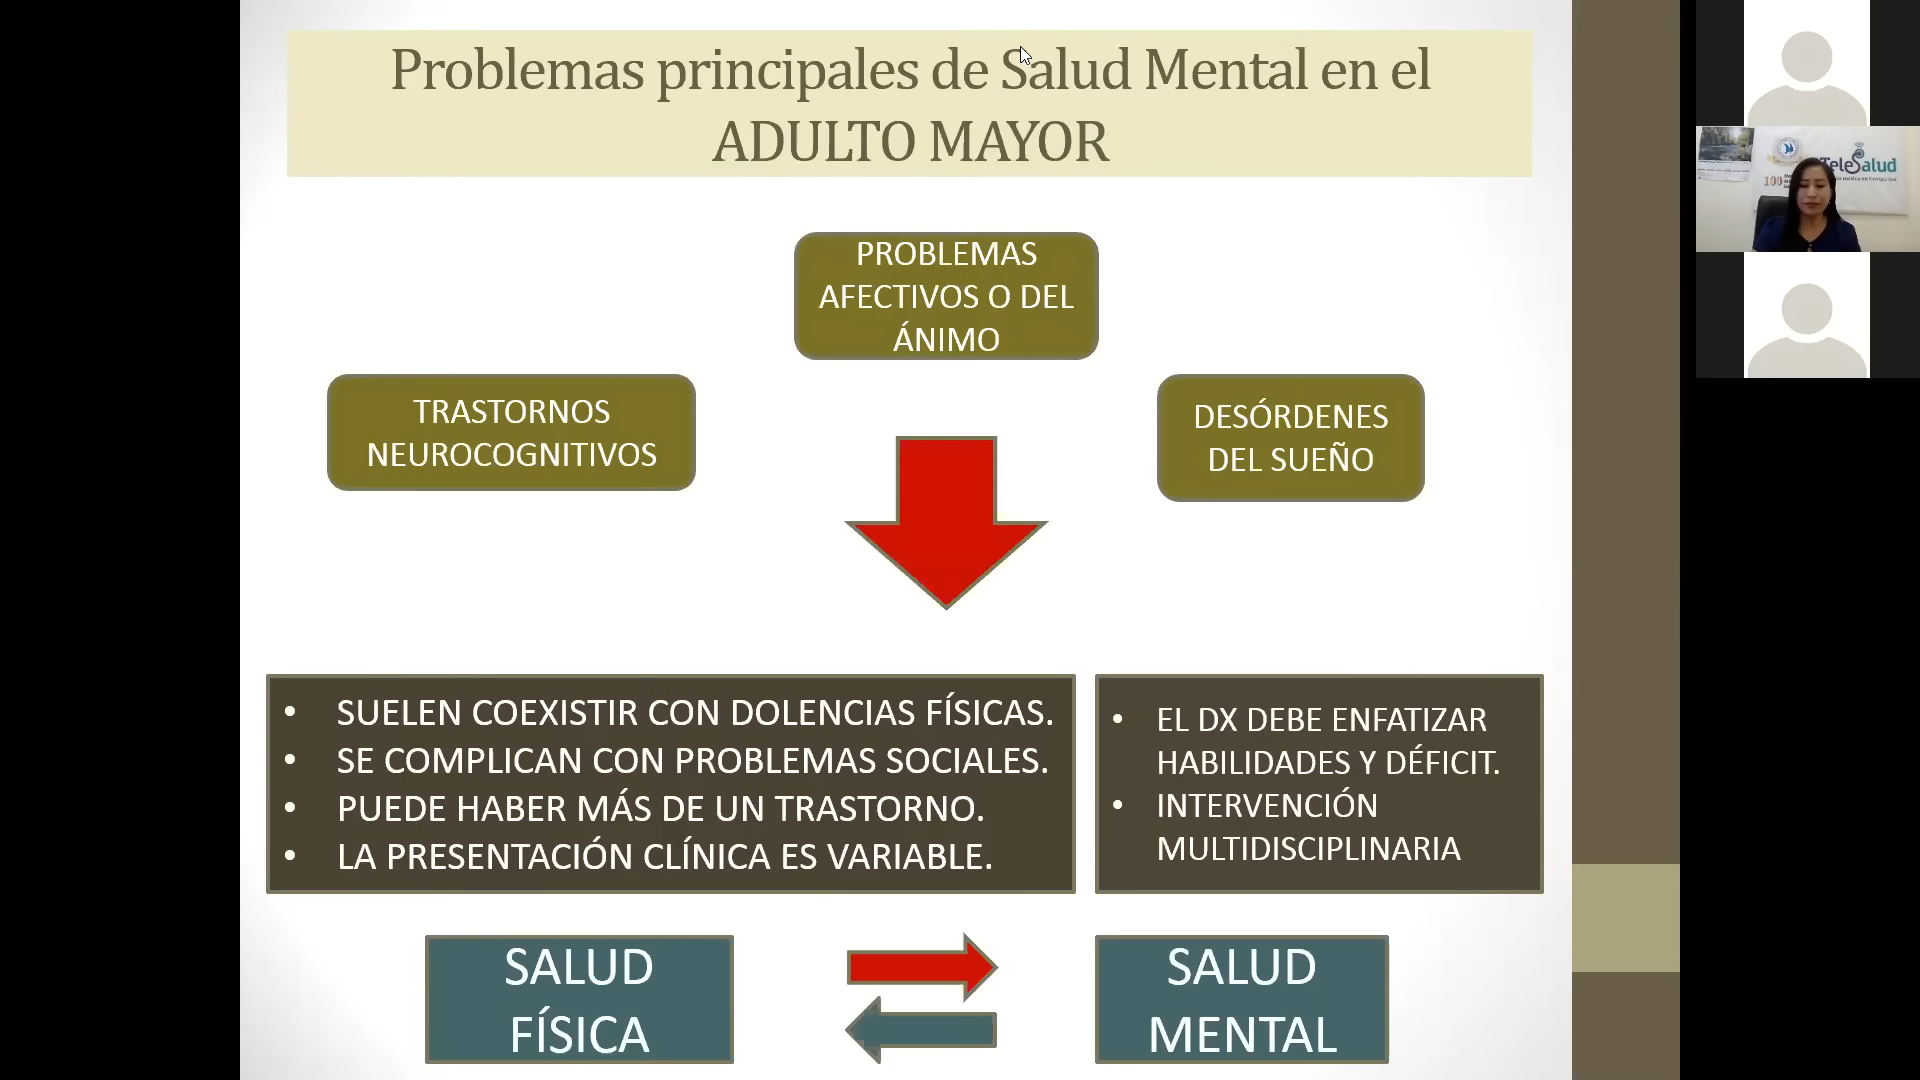 Problemas principales de Salud Mental en el
ADULTO MAYOR
PROBLEMAS
AFECTIVOS O DEL
ÁNIMO
TRASTORNOS
NEUROCOGNITIVOS
DESÓRDENES
DEL SUEÑO
• SUELEN COEXISTIR CON DOLENCIAS FÍSICAS.
• SE COMPLICAN CON PROBLEMAS SOCIALES.
• PUEDE HABER MÁS DE UN TRASTORNO.
• LA PRESENTACIÓN CLÍNICA ES VARIABLE.
• EL DX DEBE ENFATIZAR
HABILIDADES Y DÉFICIT.
• INTERVENCIÓN
MULTIDISCIPLINARIA
SALUD
FÍSICA
SALUD
MENTAL
TeleSalud
100